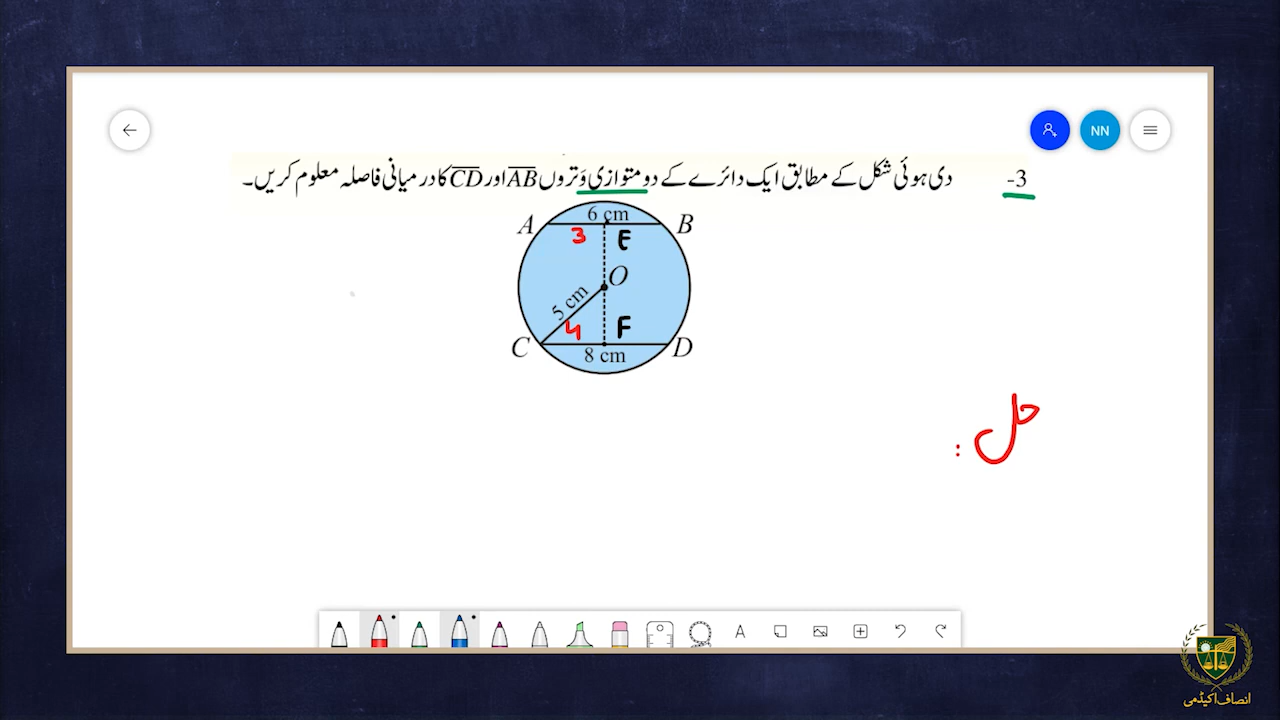 NN
-3 دی ہوئی شکل کے مطابق ایک دائرے کے دو متوازی وَتروں AB اور CD کا درمیانی فاصلہ معلوم کریں۔
6 cm
A B
3 E
O
5 cm
4 F
C D
8 cm
حل :
A
انصاف اکیڈمی